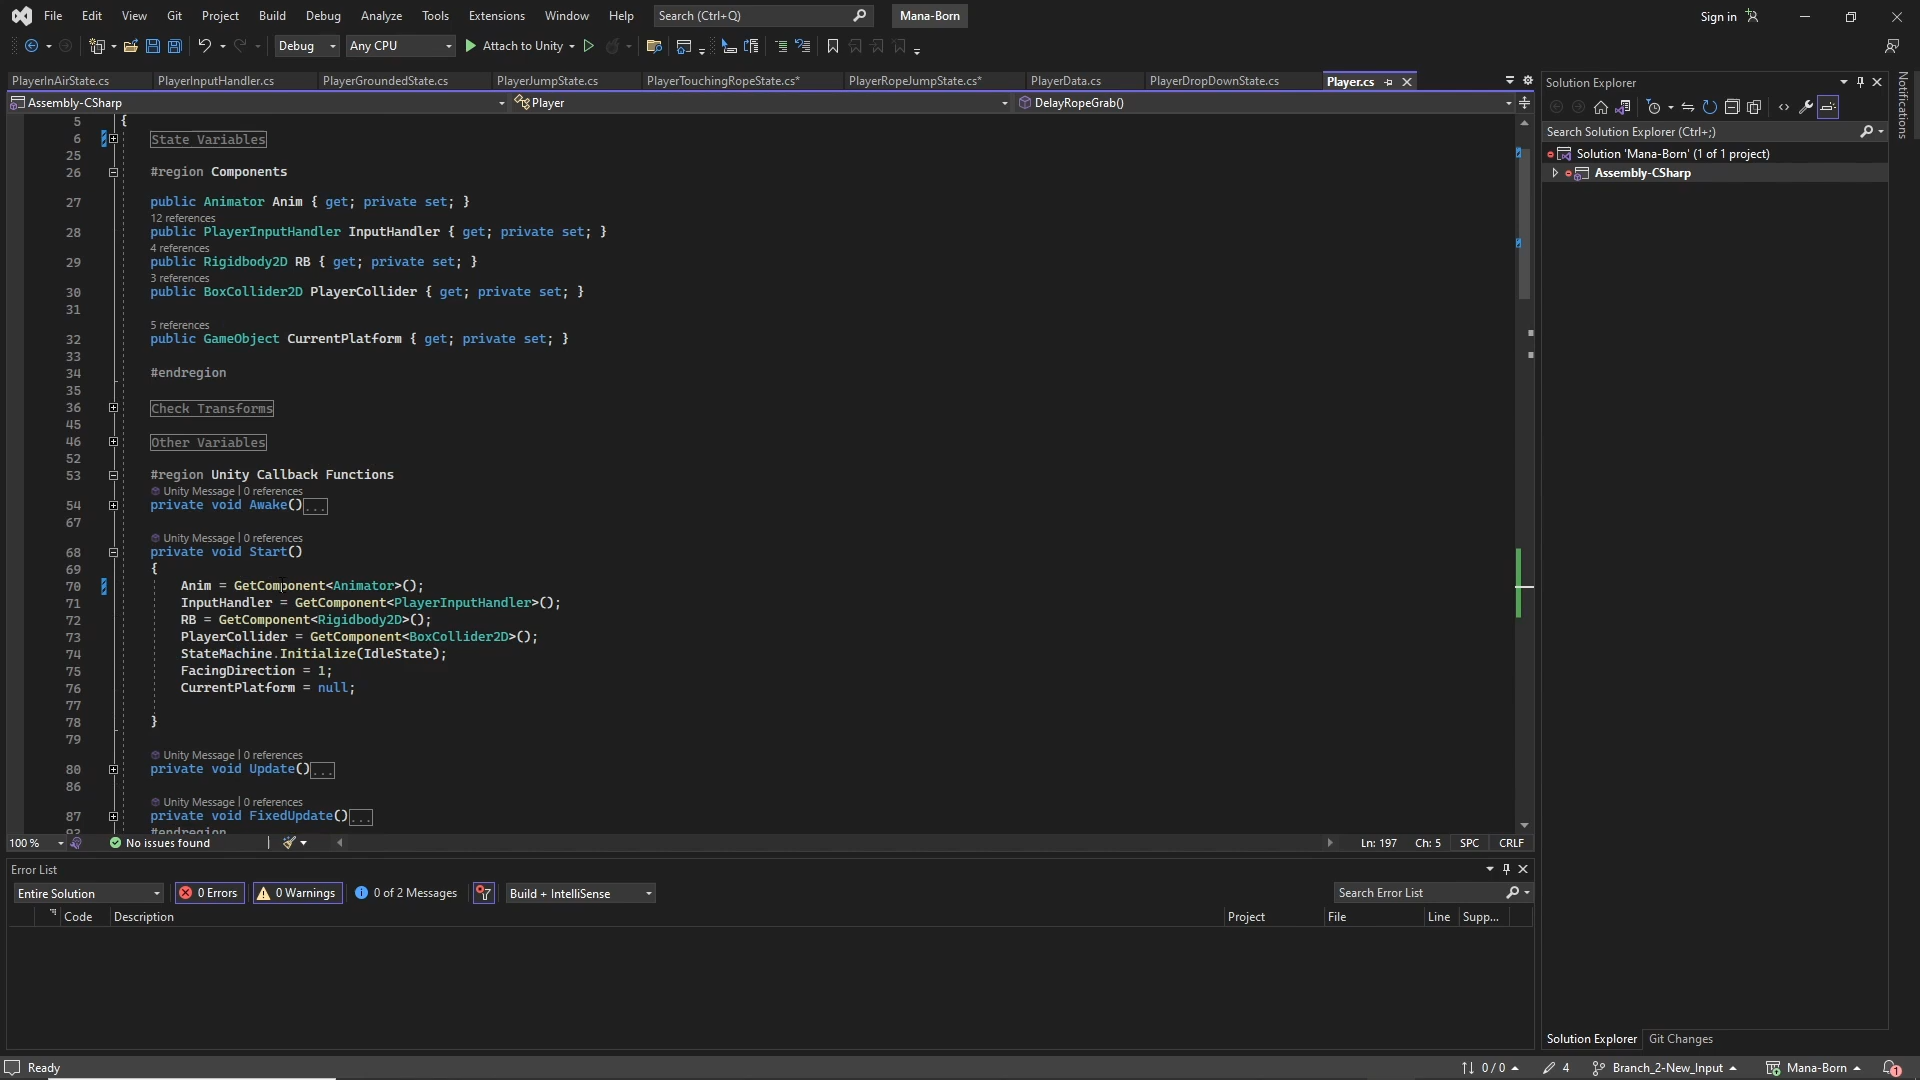 File Edit View Git Project Build Debug Analyze Tools Extensions Window Help Search (Ctrl+Q) Mana-Born Sign in
Debug Any CPU Attach to Unity
PlayerInAirState.cs PlayerInputHandler.cs PlayerGroundedState.cs PlayerJumpState.cs PlayerTouchingRopeState.cs* PlayerRopeJumpState.cs* PlayerData.cs PlayerDropDownState.cs Player.cs
Assembly-CSharp Player DelayRopeGrab()
5 {
6 State Variables
25
26 #region Components
27 public Animator Anim { get; private set; }
12 references
28 public PlayerInputHandler InputHandler { get; private set; }
4 references
29 public Rigidbody2D RB { get; private set; }
3 references
30 public BoxCollider2D PlayerCollider { get; private set; }
31
5 references
32 public GameObject CurrentPlatform { get; private set; }
33
34 #endregion
35
36 Check Transforms
45
46 Other Variables
52
53 #region Unity Callback Functions
Unity Message | 0 references
54 private void Awake()...
67
Unity Message | 0 references
68 private void Start()
69 {
70 Anim = GetComponent<Animator>();
71 InputHandler = GetComponent<PlayerInputHandler>();
72 RB = GetComponent<Rigidbody2D>();
73 PlayerCollider = GetComponent<BoxCollider2D>();
74 StateMachine.Initialize(IdleState);
75 FacingDirection = 1;
76 CurrentPlatform = null;
77
78 }
79
Unity Message | 0 references
80 private void Update()...
86
Unity Message | 0 references
87 private void FixedUpdate()...
92 #endregion
100 % No issues found Ln: 197 Ch: 5 SPC CRLF
Error List
Entire Solution 0 Errors 0 Warnings 0 of 2 Messages Build + IntelliSense Search Error List
Code Description Project File Line Supp...
Solution Explorer
Search Solution Explorer (Ctrl+;)
Solution 'Mana-Born' (1 of 1 project)
Assembly-CSharp
Solution Explorer Git Changes
Notifications
Ready 0 / 0 4 Branch_2-New_Input Mana-Born 1